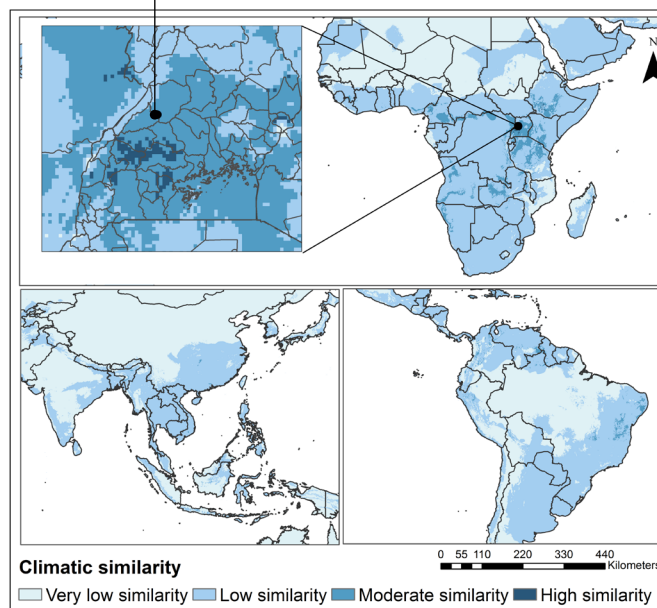 N
0 55 110 220 330 440
Kilometers
Climatic similarity
Very low similarity Low similarity Moderate similarity High similarity